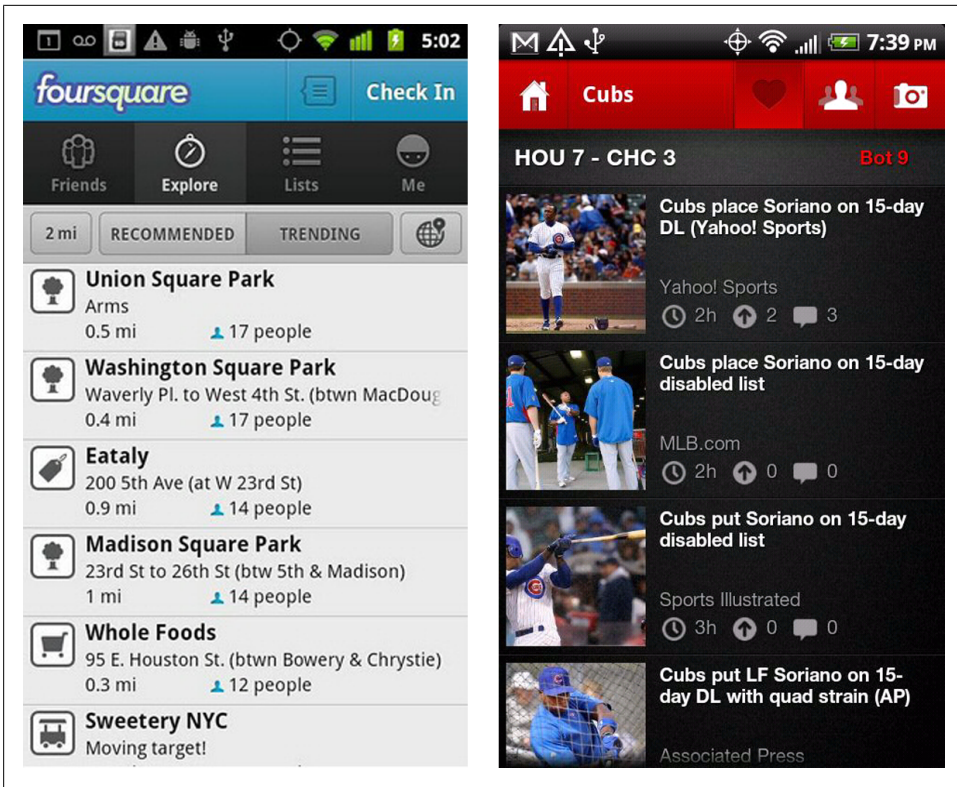 5:02
foursquare
Check In
Friends
Explore
Lists
Me
2 mi
RECOMMENDED
TRENDING
Union Square Park
Arms
0.5 mi 17 people
Washington Square Park
Waverly Pl. to West 4th St. (btwn MacDoug
0.4 mi 17 people
Eataly
200 5th Ave (at W 23rd St)
0.9 mi 14 people
Madison Square Park
23rd St to 26th St (btw 5th & Madison)
1 mi 14 people
Whole Foods
95 E. Houston St. (btwn Bowery & Chrystie)
0.3 mi 12 people
Sweetery NYC
Moving target!
7:39 PM
Cubs
HOU 7 - CHC 3 Bot 9
Cubs place Soriano on 15-day
DL (Yahoo! Sports)
Yahoo! Sports
2h 2 3
Cubs place Soriano on 15-day
disabled list
MLB.com
2h 0 0
Cubs put Soriano on 15-day
disabled list
Sports Illustrated
3h 0 0
Cubs put LF Soriano on 15-
day DL with quad strain (AP)
Associated Press